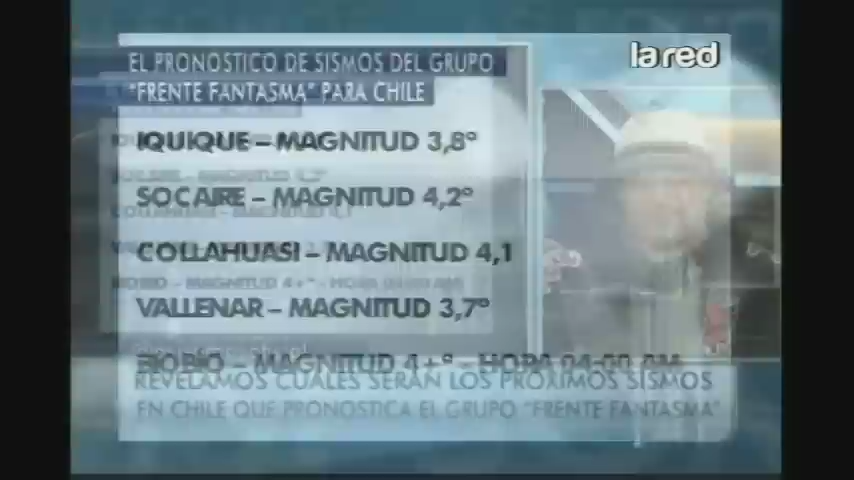 la red
EL PRONOSTICO DE SISMOS DEL GRUPO
"FRENTE FANTASMA" PARA CHILE
IQUIQUE – MAGNITUD 3,8°
SOCAIRE – MAGNITUD 4,2°
COLLAHUASI – MAGNITUD 4,1
VALLENAR – MAGNITUD 3,7°
BIOBIO – MAGNITUD 4+° - HORA 04:00 AM
REVELAMOS CUALES SERÁN LOS PRÓXIMOS SISMOS
EN CHILE QUE PRONOSTICA EL GRUPO "FRENTE FANTASMA"